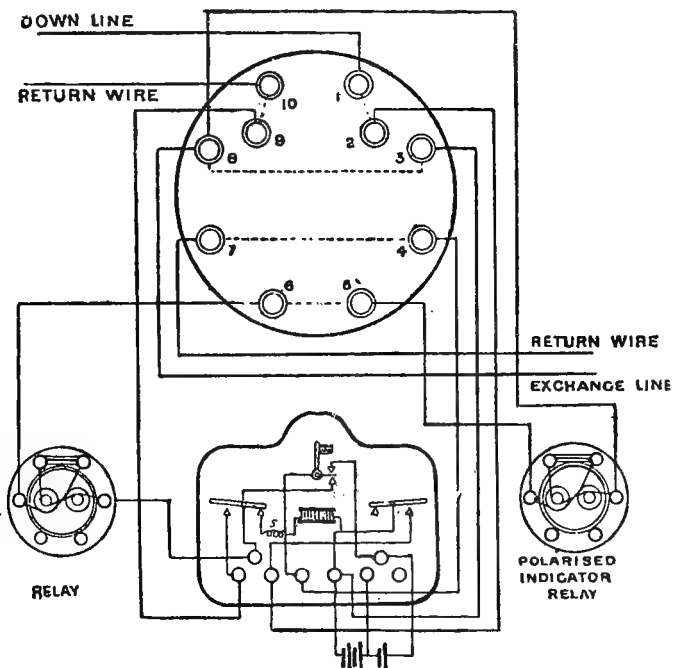 DOWN LINE
RETURN WIRE
10
1
9
2
8
3
7
4
6
5
RETURN WIRE
EXCHANGE LINE
S
RELAY
POLARISED
INDICATOR
RELAY